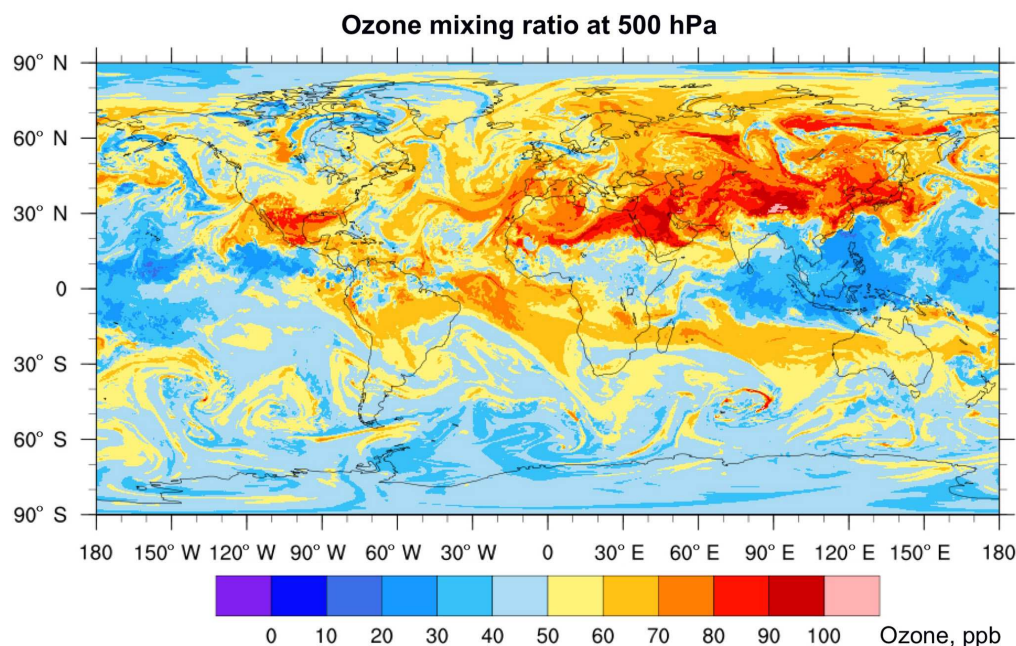 Ozone mixing ratio at 500 hPa
90° N
60° N
30° N
0
30° S
60° S
90° S
180 150° W 120° W 90° W 60° W 30° W 0 30° E 60° E 90° E 120° E 150° E 180
0 10 20 30 40 50 60 70 80 90 100 Ozone, ppb